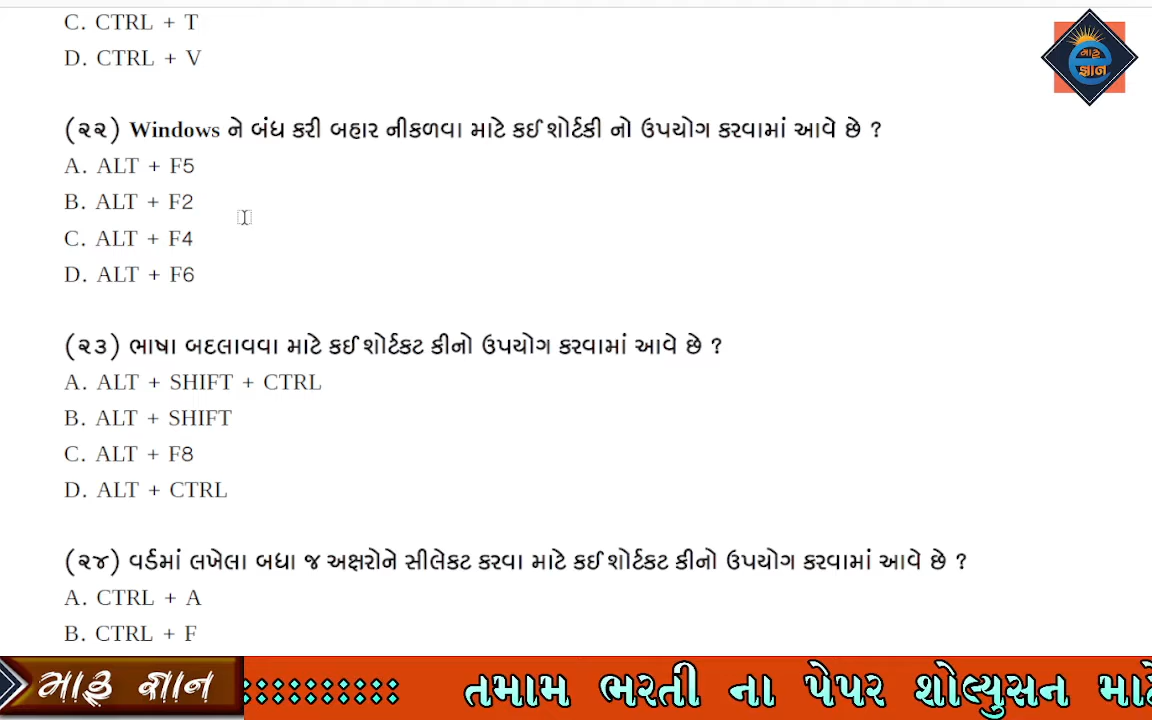 C. CTRL + T
D. CTRL + V
મારૂ
જ્ઞાન
(૨૨) Windows ને બંધ કરી બહાર નીકળવા માટે કઈ શોર્ટકી નો ઉપયોગ કરવામાં આવે છે ?
A. ALT + F5
B. ALT + F2
C. ALT + F4
D. ALT + F6
(૨૩) ભાષા બદલાવવા માટે કઈ શોર્ટકટ કીનો ઉપયોગ કરવામાં આવે છે ?
A. ALT + SHIFT + CTRL
B. ALT + SHIFT
C. ALT + F8
D. ALT + CTRL
(૨૪) વર્ડમાં લખેલા બધા જ અક્ષરોને સીલેકટ કરવા માટે કઈ શોર્ટકટ કીનો ઉપયોગ કરવામાં આવે છે ?
A. CTRL + A
B. CTRL + F
મારૂ જ્ઞાન
તમામ ભરતી ના પેપર શોલ્યુસન માટે